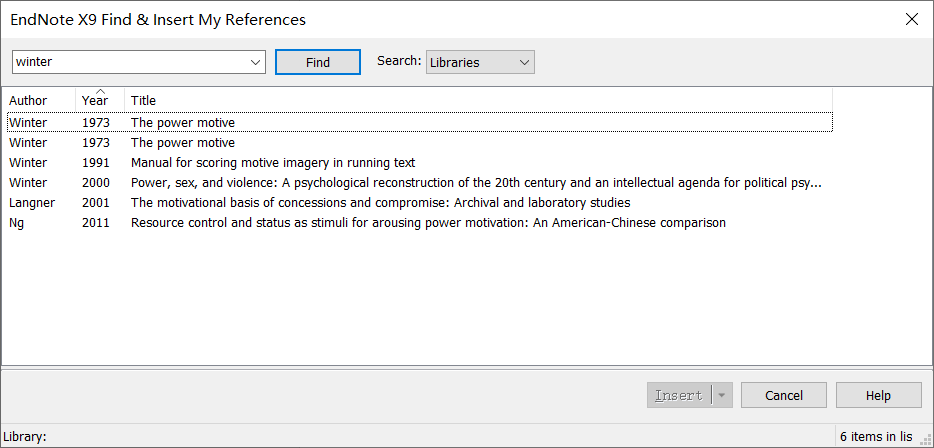 EndNote X9 Find & Insert My References
winter Find Search: Libraries
Author Year Title
Winter 1973 The power motive
Winter 1973 The power motive
Winter 1991 Manual for scoring motive imagery in running text
Winter 2000 Power, sex, and violence: A psychological reconstruction of the 20th century and an intellectual agenda for political psy...
Langner 2001 The motivational basis of concessions and compromise: Archival and laboratory studies
Ng 2011 Resource control and status as stimuli for arousing power motivation: An American-Chinese comparison
Insert Cancel Help
Library: 6 items in lis